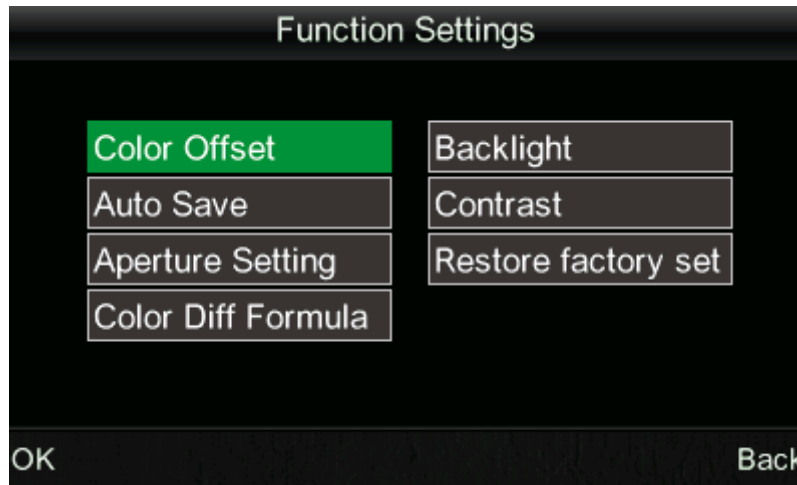 Function Settings
Color Offset
Auto Save
Aperture Setting
Color Diff Formula
Backlight
Contrast
Restore factory set
OK
Back